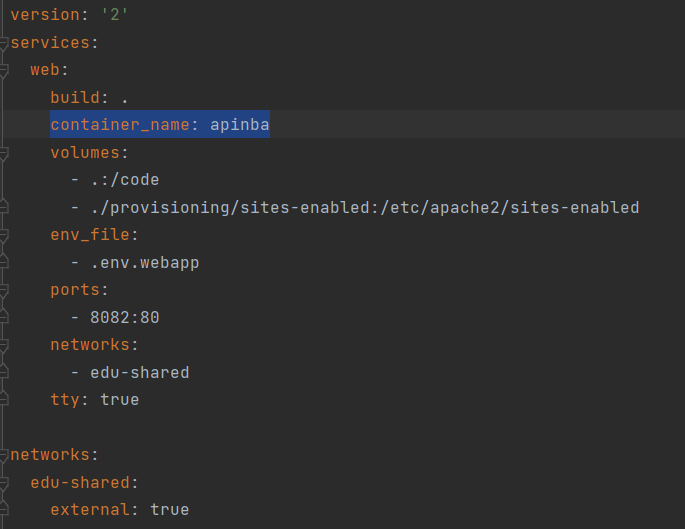 version: '2'
services:
  web:
    build: .
    container_name: apinba
    volumes:
      - .:/code
      - ./provisioning/sites-enabled:/etc/apache2/sites-enabled
    env_file:
      - .env.webapp
    ports:
      - 8082:80
    networks:
      - edu-shared
    tty: true

networks:
  edu-shared:
    external: true